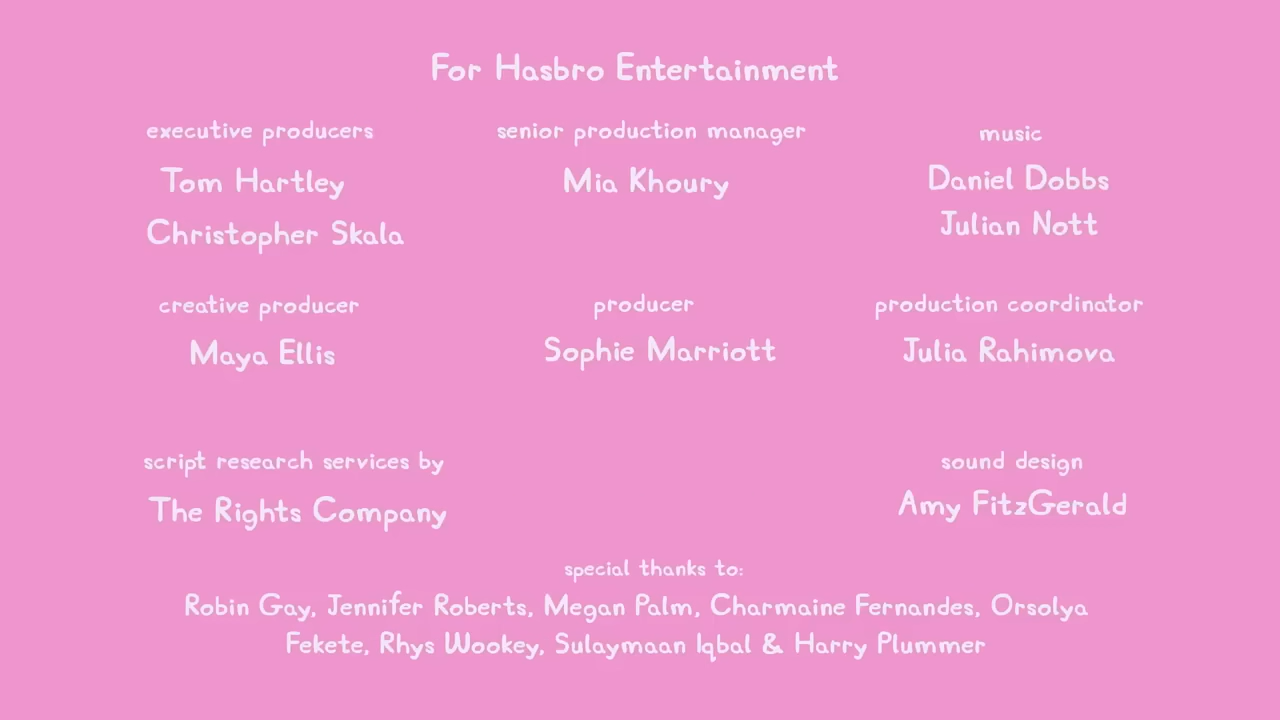 For Hasbro Entertainment
executive producers
Tom Hartley
Christopher Skala
senior production manager
Mia Khoury
music
Daniel Dobbs
Julian Nott
creative producer
Maya Ellis
producer
Sophie Marriott
production coordinator
Julia Rahimova
script research services by
The Rights Company
sound design
Amy FitzGerald
special thanks to:
Robin Gay, Jennifer Roberts, Megan Palm, Charmaine Fernandes, Orsolya
Fekete, Rhys Wookey, Sulaymaan Iqbal & Harry Plummer